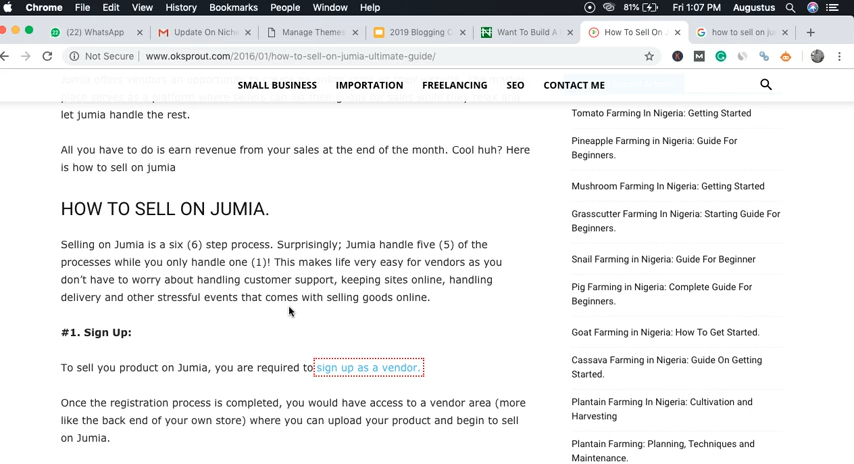 Chrome File Edit View History Bookmarks People Window Help 81% Fri 1:07 PM Augustus
(22) WhatsApp Update On Niche Manage Themes 2019 Blogging C Want To Build A How To Sell On J how to sell on ju
Not Secure www.oksprout.com/2016/01/how-to-sell-on-jumia-ultimate-guide/
SMALL BUSINESS IMPORTATION FREELANCING SEO CONTACT ME
let jumia handle the rest.
All you have to do is earn revenue from your sales at the end of the month. Cool huh? Here
is how to sell on jumia
HOW TO SELL ON JUMIA.
Selling on Jumia is a six (6) step process. Surprisingly; Jumia handle five (5) of the
processes while you only handle one (1)! This makes life very easy for vendors as you
don't have to worry about handling customer support, keeping sites online, handling
delivery and other stressful events that comes with selling goods online.
#1. Sign Up:
To sell you product on Jumia, you are required to sign up as a vendor.
Once the registration process is completed, you would have access to a vendor area (more
like the back end of your own store) where you can upload your product and begin to sell
on Jumia.
Tomato Farming In Nigeria: Getting Started
Pineapple Farming in Nigeria: Guide For
Beginners.
Mushroom Farming In Nigeria: Getting Started
Grasscutter Farming In Nigeria: Starting Guide For
Beginners.
Snail Farming in Nigeria: Guide For Beginner
Pig Farming in Nigeria: Complete Guide For
Beginners.
Goat Farming in Nigeria: How To Get Started.
Cassava Farming in Nigeria: Guide On Getting
Started.
Plantain Farming In Nigeria: Cultivation and
Harvesting
Plantain Farming: Planning, Techniques and
Maintenance.